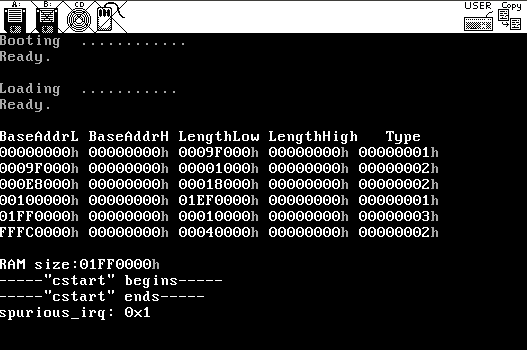 A: B: CD USER Copy
Booting ............
Ready.
Loading ...........
Ready.
BaseAddrL BaseAddrH LengthLow LengthHigh Type
00000000h 00000000h 0009F000h 00000000h 00000001h
0009F000h 00000000h 00001000h 00000000h 00000002h
000E8000h 00000000h 00018000h 00000000h 00000002h
00100000h 00000000h 01EF0000h 00000000h 00000001h
01FF0000h 00000000h 00010000h 00000000h 00000003h
FFFC0000h 00000000h 00040000h 00000000h 00000002h
RAM size:01FF0000h
-----"cstart" begins-----
-----"cstart" ends-----
spurious_irq: 0x1